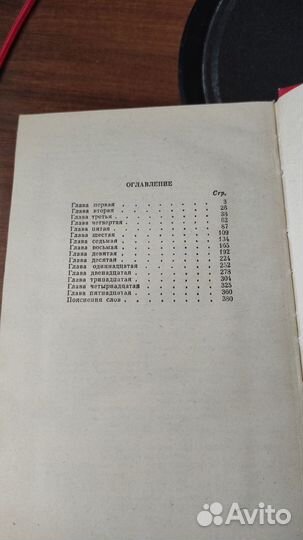 ОГЛАВЛЕНИЕ
Стр.
Глава первая . . . . . . . . . 3
Глава вторая . . . . . . . . . 26
Глава третья . . . . . . . . . 38
Глава четвертая . . . . . . . . 62
Глава пятая . . . . . . . . . 87
Глава шестая . . . . . . . . . 109
Глава седьмая . . . . . . . . 134
Глава восьмая . . . . . . . . 165
Глава девятая . . . . . . . . 192
Глава десятая . . . . . . . . 224
Глава одиннадцатая . . . . . . . 252
Глава двенадцатая . . . . . . . 278
Глава тринадцатая . . . . . . . 304
Глава четырнадцатая . . . . . . 325
Глава пятнадцатая . . . . . . . 360
Пояснения слов . . . . . . . . 380
Avito